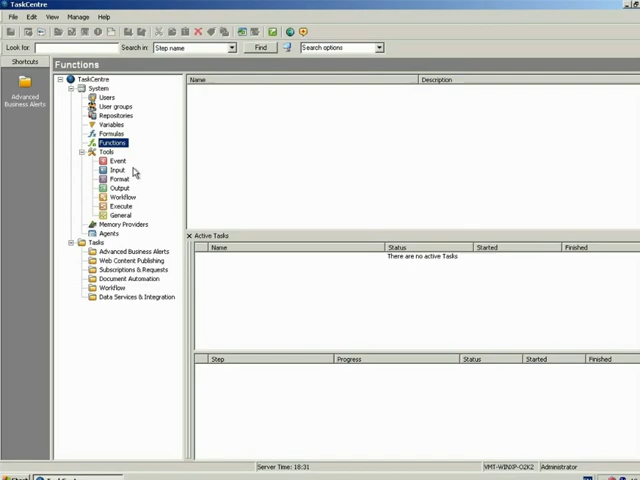 TaskCentre
File Edit View Manage Help
Look for: Search in: Step name Find Search options
Shortcuts
Advanced
Business Alerts
Functions
TaskCentre
System
Users
User groups
Repositories
Variables
Formulas
Functions
Tools
Event
Input
Format
Output
Workflow
Execute
General
Memory Providers
Agents
Tasks
Advanced Business Alerts
Web Content Publishing
Subscriptions & Requests
Document Automation
Workflow
Data Services & Integration
Name Description
Active Tasks
Name Status Started Finished
There are no active Tasks
Step Progress Status Started Finished
Server Time: 18:31 VMT-WINXP-O2K2 Administrator